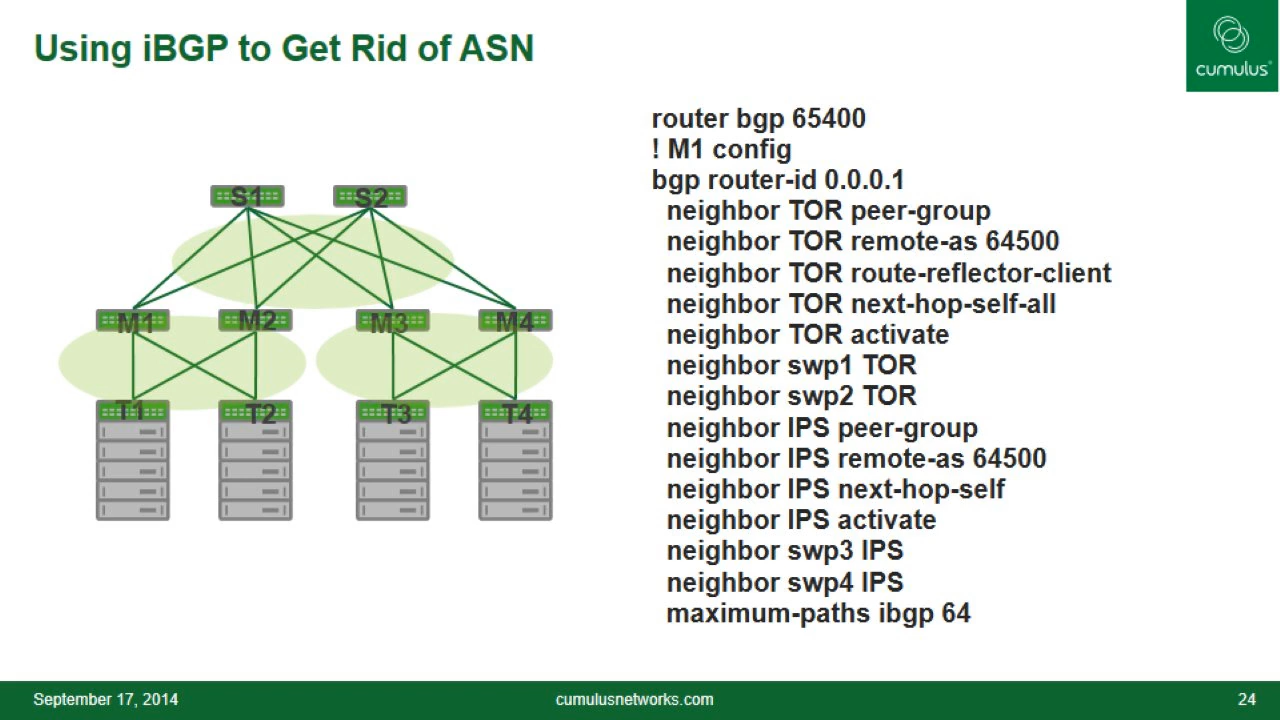 Using iBGP to Get Rid of ASN
cumulus
S1 S2
M1 M2 M3 M4
T1 T2 T3 T4
router bgp 65400
! M1 config
bgp router-id 0.0.0.1
neighbor TOR peer-group
neighbor TOR remote-as 64500
neighbor TOR route-reflector-client
neighbor TOR next-hop-self-all
neighbor TOR activate
neighbor swp1 TOR
neighbor swp2 TOR
neighbor IPS peer-group
neighbor IPS remote-as 64500
neighbor IPS next-hop-self
neighbor IPS activate
neighbor swp3 IPS
neighbor swp4 IPS
maximum-paths ibgp 64
September 17, 2014 cumulusnetworks.com 24